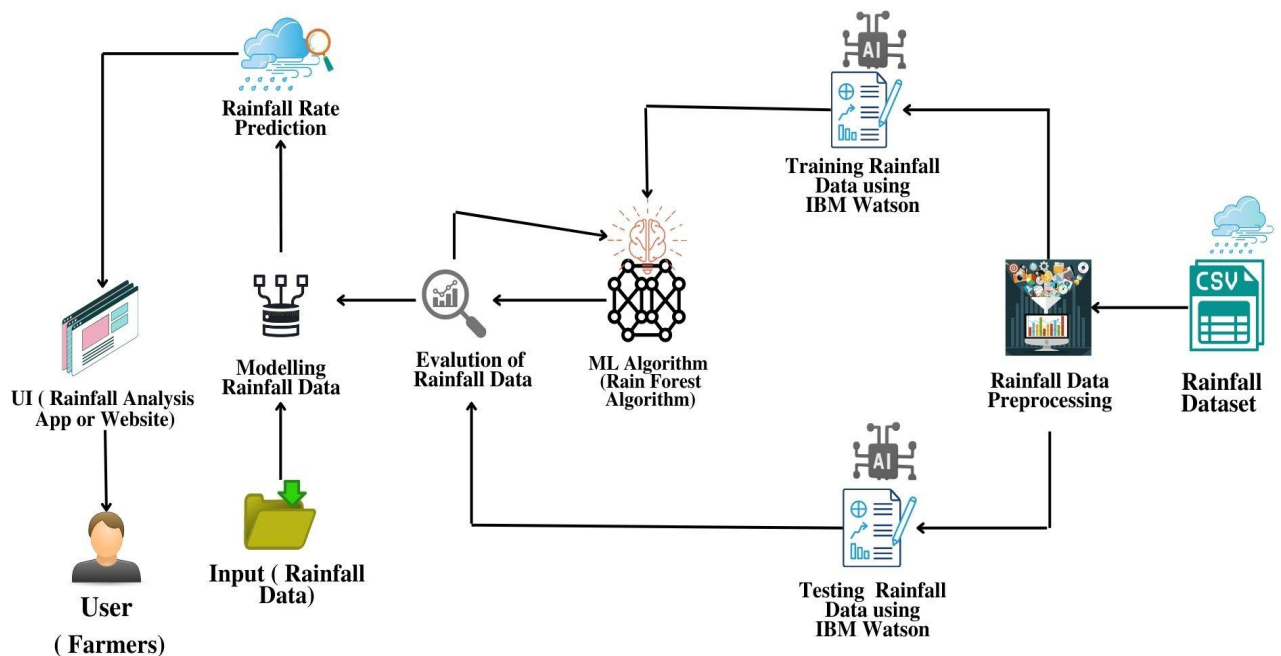 AI
Rainfall Rate
Prediction
Training Rainfall
Data using
IBM Watson
CSV
UI ( Rainfall Analysis
App or Website)
Modelling
Rainfall Data
Evalution of
Rainfall Data
ML Algorithm
(Rain Forest
Algorithm)
Rainfall Data
Preprocessing
Rainfall
Dataset
AI
User
( Farmers)
Input ( Rainfall
Data)
Testing Rainfall
Data using
IBM Watson